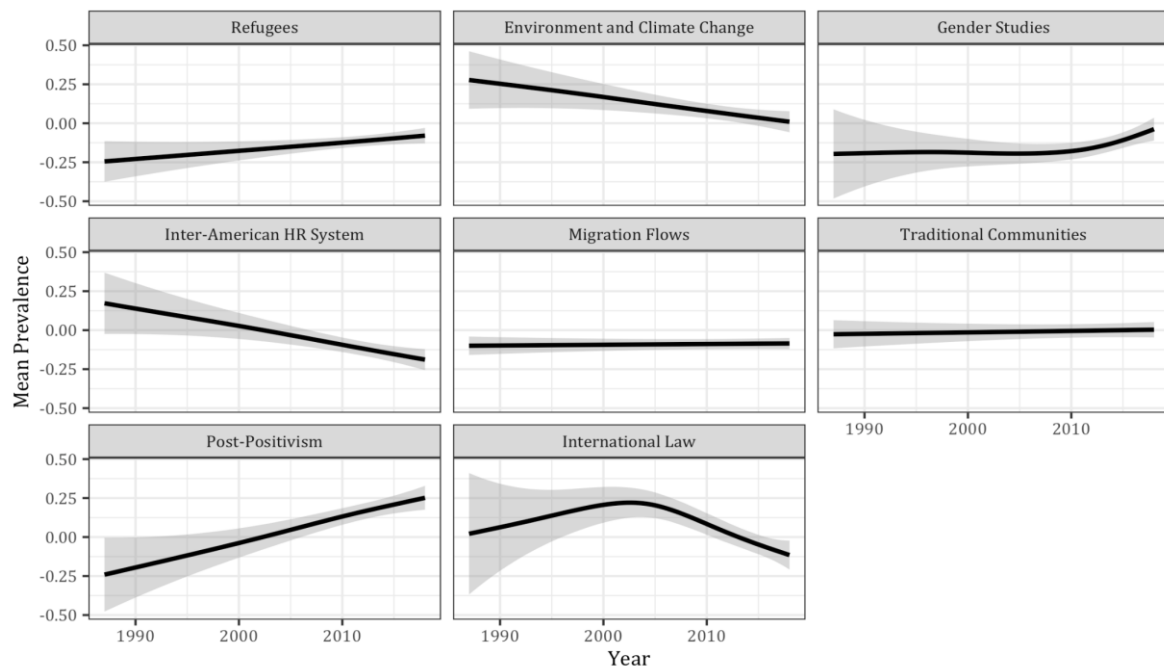 Refugees
Environment and Climate Change
Gender Studies
0.50
0.25
0.00
-0.25
-0.50
Inter-American HR System
Migration Flows
Traditional Communities
0.50
0.25
0.00
-0.25
-0.50
1990
2000
2010
Post-Positivism
International Law
0.50
0.25
0.00
-0.25
-0.50
1990
2000
2010
1990
2000
2010
Mean Prevalence
Year